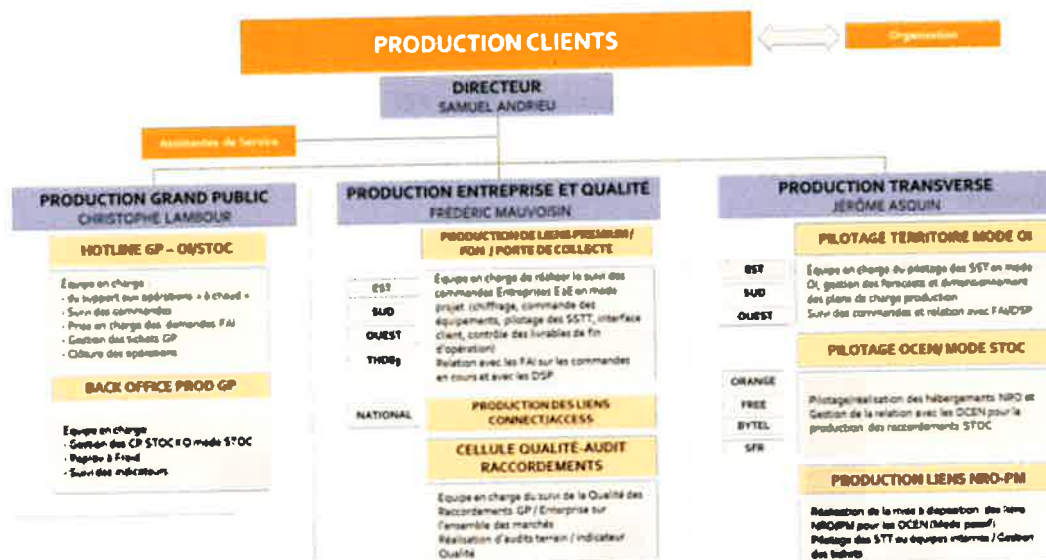 PRODUCTION CLIENTS
Organisation
DIRECTEUR
SAMUEL ANDRIEU
Assistantes de Service
PRODUCTION GRAND PUBLIC
CHRISTOPHE LAMBOUR
HOTLINE GP – OI/STOC
Equipe en charge :
- du support aux opérations « à chaud »
- Suivi des commandes
- Prise en charge des demandes FAI
- Gestion des tickets GP
- Clôture des opérations
BACK OFFICE PROD GP
Equipe en charge
- Gestion des CP STOC
mode STOC
- Reprov à Froid
- Suivi des indicateurs
PRODUCTION ENTREPRISE ET QUALITÉ
FRÉDÉRIC MAUVOISIN
PRODUCTION DE LIENS PREMIUM /
FON / PORTE DE COLLECTE
EST
SUD
OUEST
THD
Equipe en charge de réaliser le suivi des
commandes Entreprises E&E en mode
projet (chiffrage, commande des
équipements, pilotage des SSTT, interface
client, contrôle des livrables de fin
d'opération)
Relation avec les FAI sur les commandes
en cours et avec les DSP
NATIONAL
PRODUCTION DES LIENS
CONNECT/ACCESS
CELLULE QUALITÉ-AUDIT
RACCORDEMENTS
Equipe en charge du suivi de la Qualité des
Raccordements GP / Enterprise sur
l'ensemble des marchés
Réalisation d'audits terrain / indicateur
Qualité
PRODUCTION TRANSVERSE
JÉRÔME ASQUIN
PILOTAGE TERRITOIRE MODE OI
EST
SUD
OUEST
Equipe en charge du pilotage des SST en mode
OI, gestion des forecasts et dimensionnement
des plans de charge production
Suivi des commandes et relation avec FAI/DSP
PILOTAGE OCEN/ MODE STOC
ORANGE
FREE
BYTEL
SFR
Pilotage/réalisation des hébergements NRO et
Gestion de la relation avec les OCEN pour la
production des raccordements STOC
PRODUCTION LIENS NRO-PM
Réalisation de la mise à disposition des liens
NRO/PM pour les OCEN (Mode passif)
Pilotage des STT ou équipes internes / Gestion
des tickets